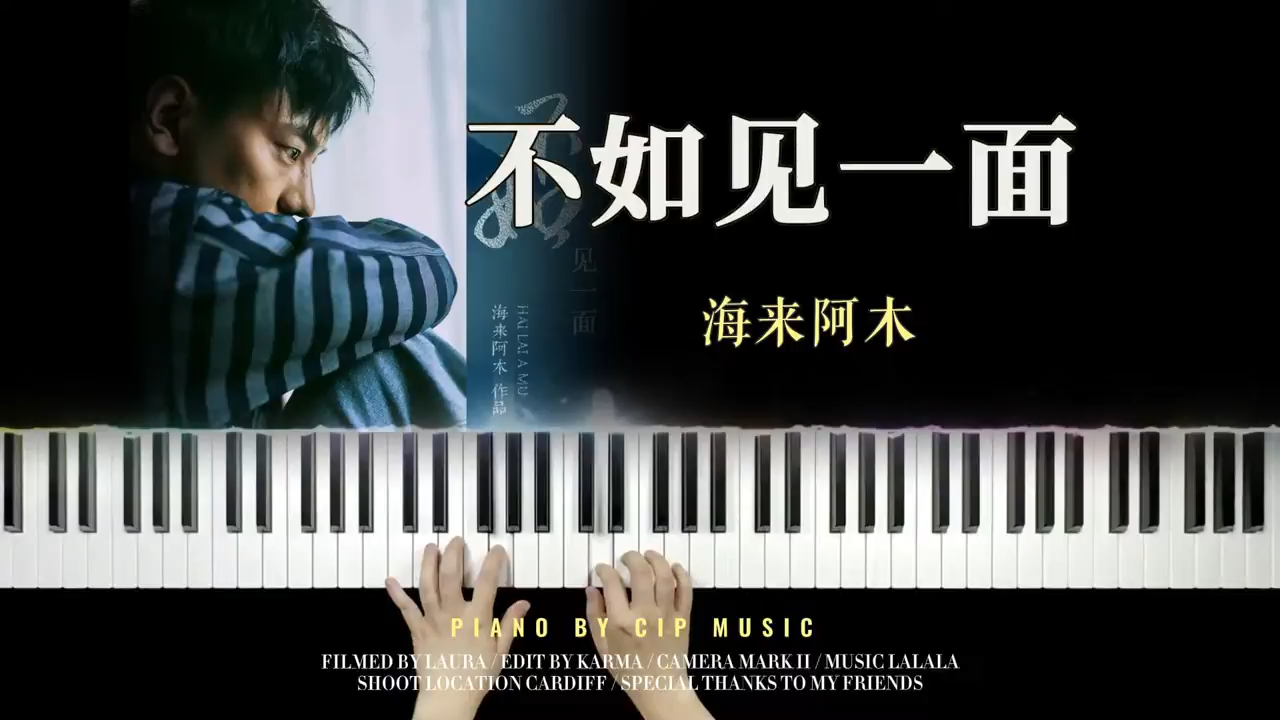 不如见一面
海来阿木
不如
见一面
海来阿木 作品
HAI LAI A MU
PIANO BY CIP MUSIC
FILMED BY LAURA / EDIT BY KARMA / CAMERA MARK II / MUSIC LALALA
SHOOT LOCATION CARDIFF / SPECIAL THANKS TO MY FRIENDS